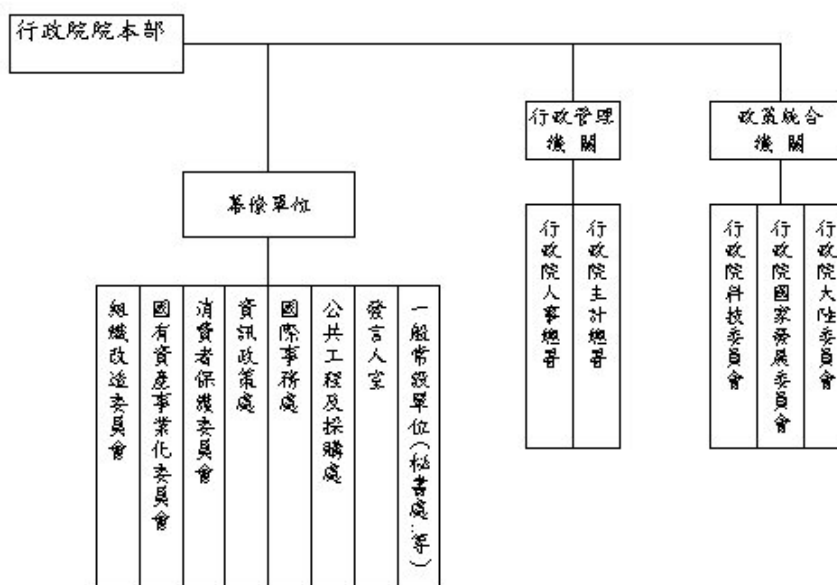 行政院院本部
行政管理
機關
政策統合
機關
幕僚單位
行政院人事總署
行政院主計總署
行政院科技委員會
行政院國家發展委員會
行政院大陸委員會
組織改造委員會
國有資產事業化委員會
消費者保護委員會
資訊政策處
國際事務處
公共工程及採購處
發言人室
一般常設單位(秘書處…等)